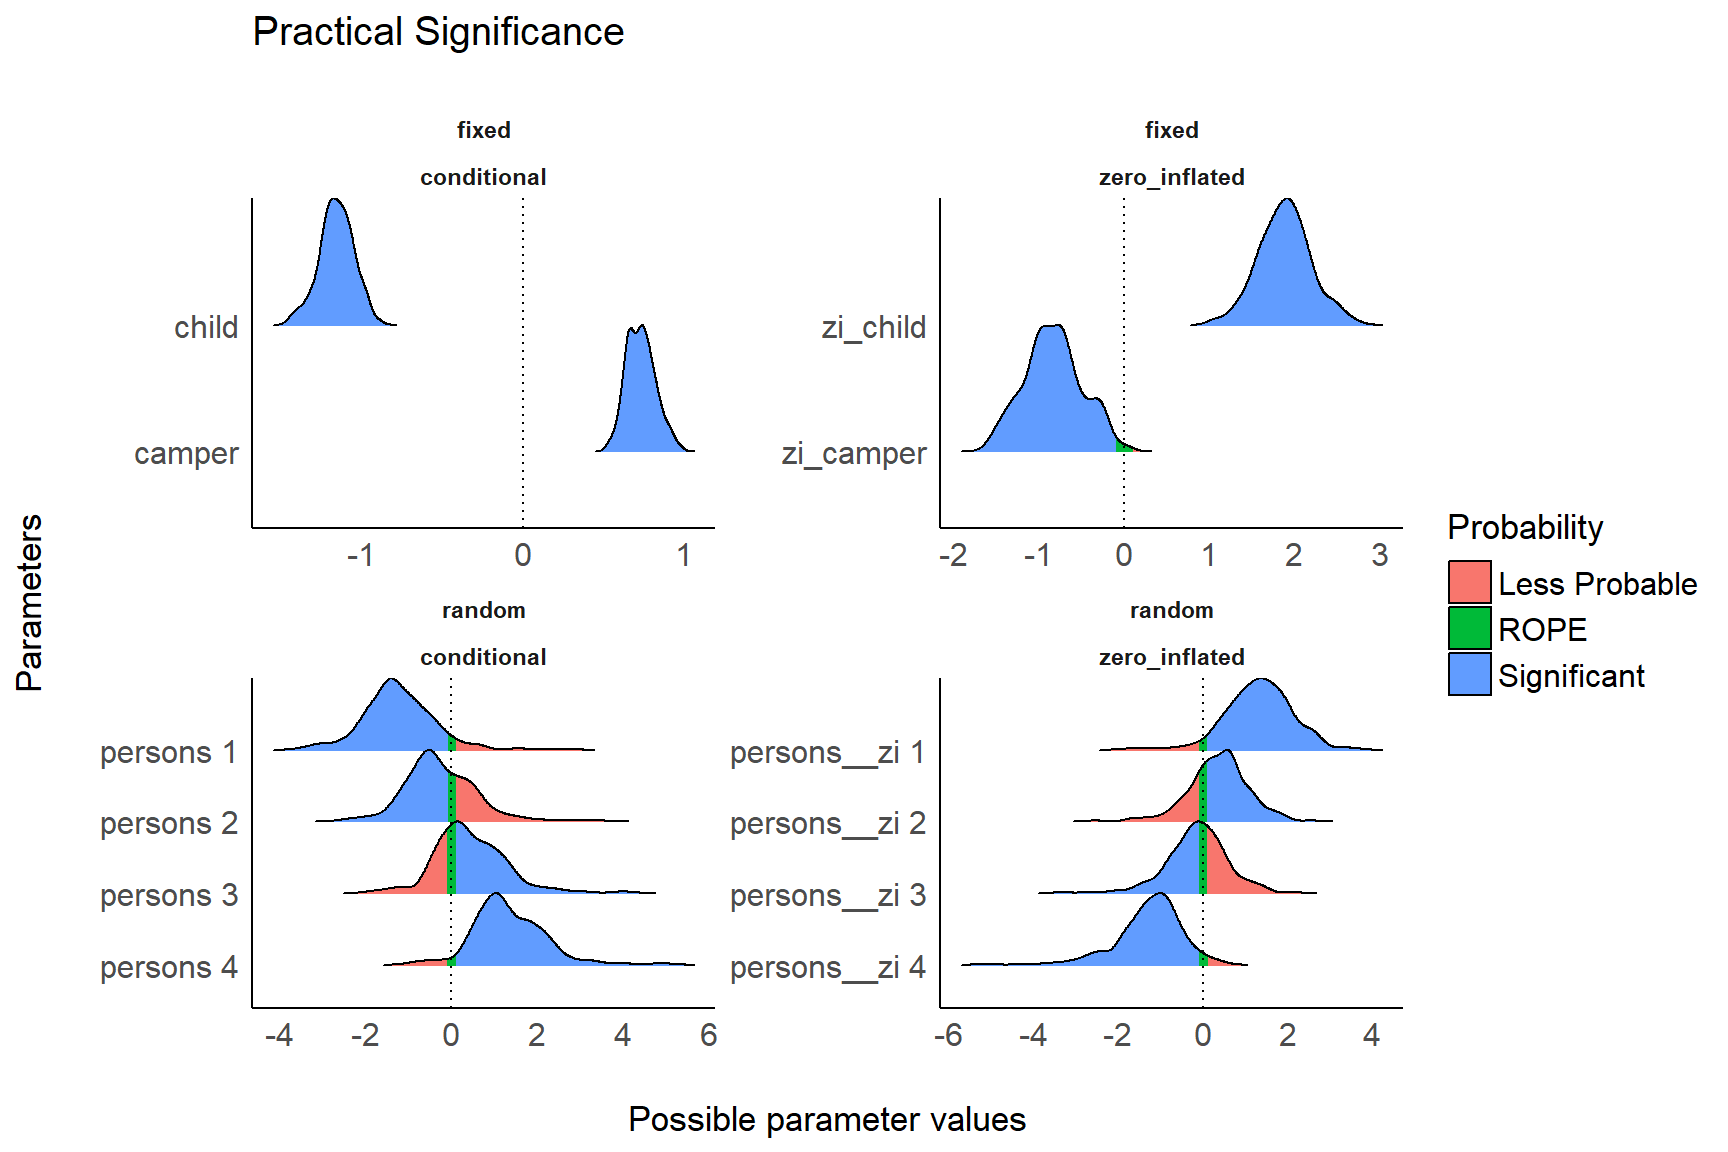 Practical Significance
fixed
conditional
child
camper
-1 0 1
fixed
zero_inflated
zi_child
zi_camper
-2 -1 0 1 2 3
random
conditional
persons 1
persons 2
persons 3
persons 4
-4 -2 0 2 4 6
random
zero_inflated
persons__zi 1
persons__zi 2
persons__zi 3
persons__zi 4
-6 -4 -2 0 2 4
Parameters
Possible parameter values
Probability
Less Probable
ROPE
Significant